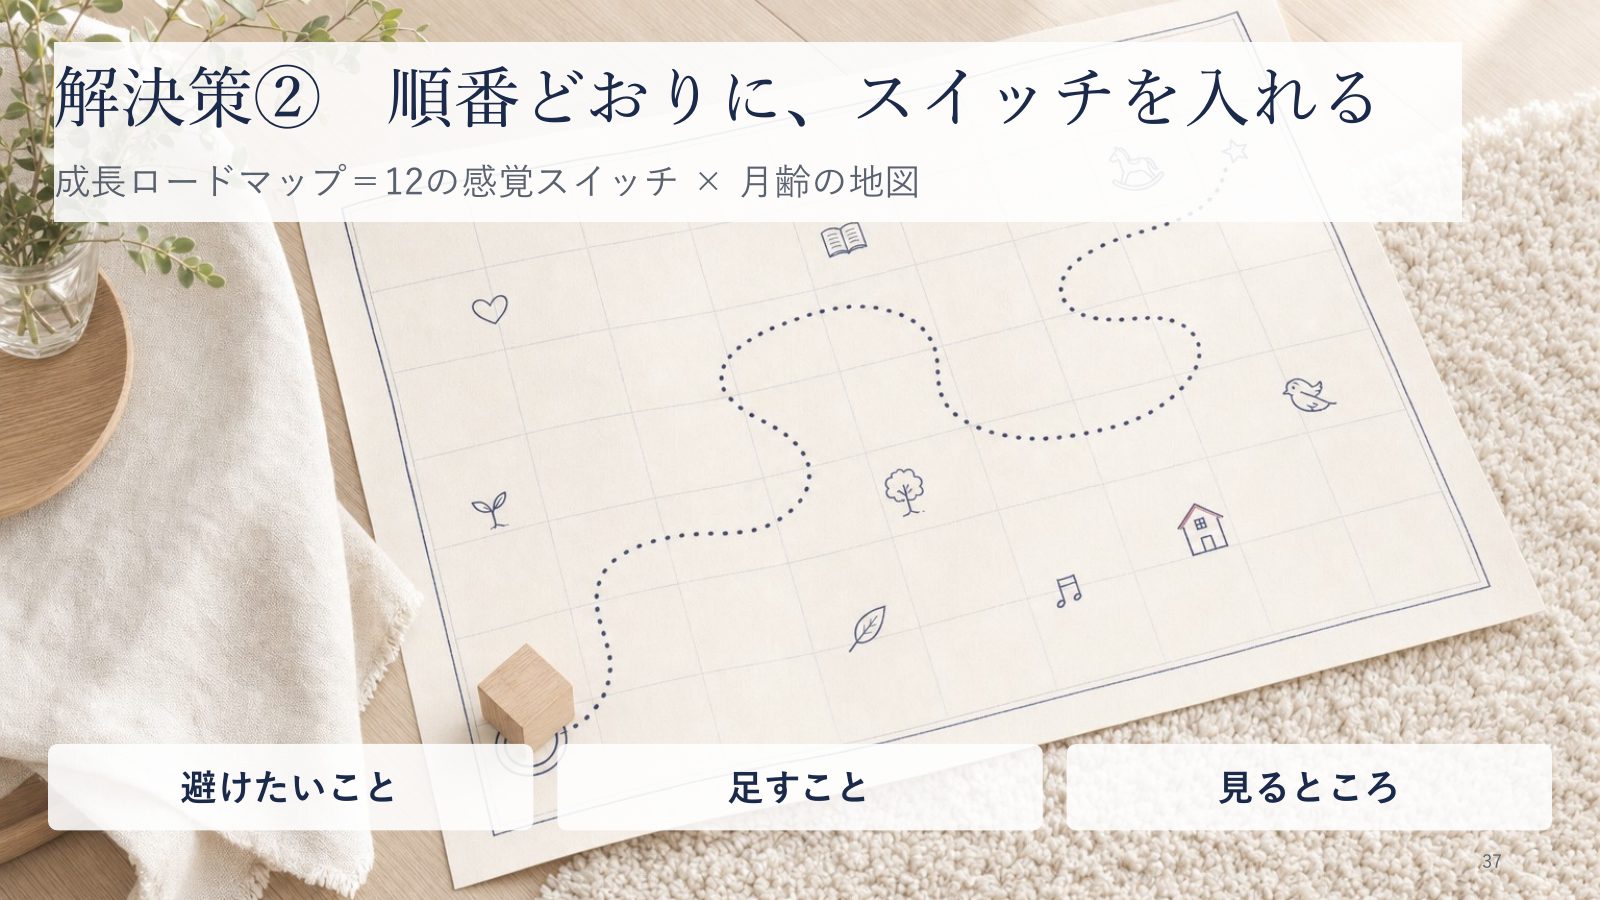 解決策②　順番どおりに、スイッチを入れる
成長ロードマップ＝12の感覚スイッチ × 月齢の地図
避けたいこと
足すこと
見るところ
37